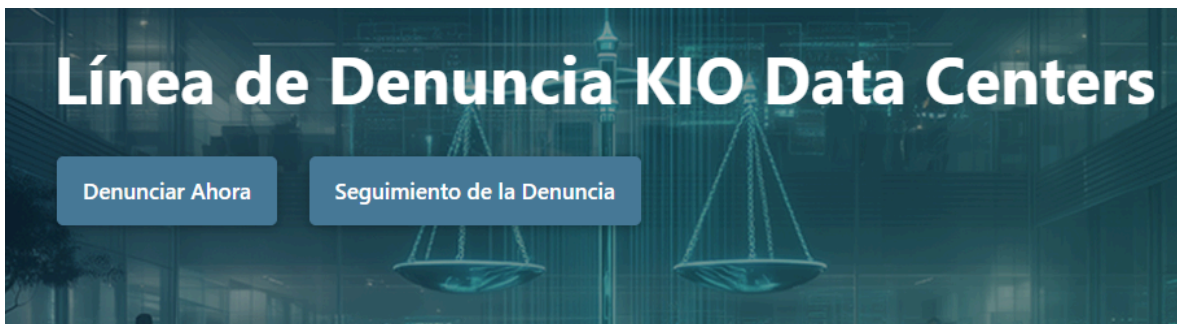 Línea de Denuncia KIO Data Centers
Denunciar Ahora
Seguimiento de la Denuncia